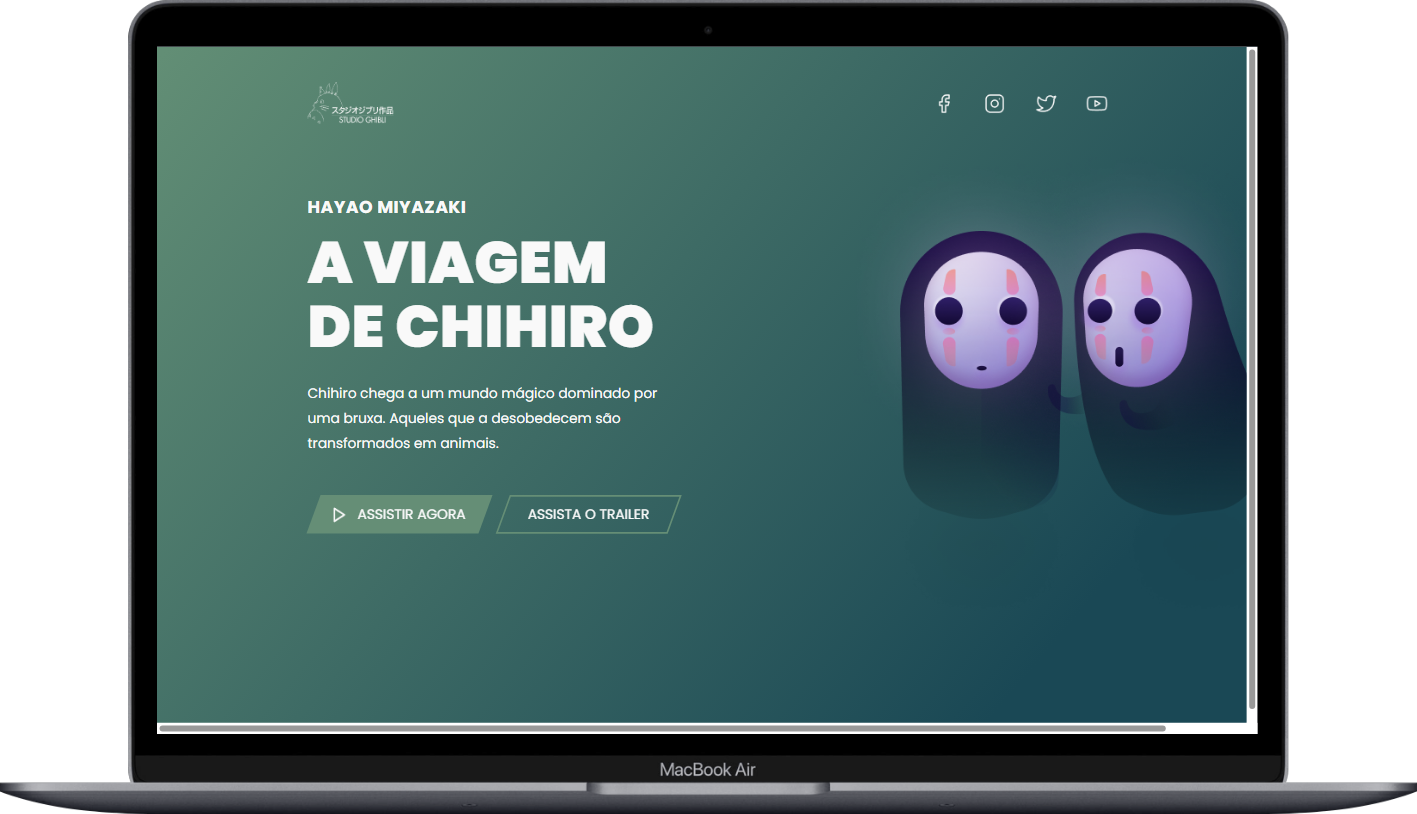 スタジオジブリ作品
STUDIO GHIBLI
HAYAO MIYAZAKI
A VIAGEM
DE CHIHIRO
Chihiro chega a um mundo mágico dominado por
uma bruxa. Aqueles que a desobedecem são
transformados em animais.
ASSISTIR AGORA
ASSISTA O TRAILER
MacBook Air